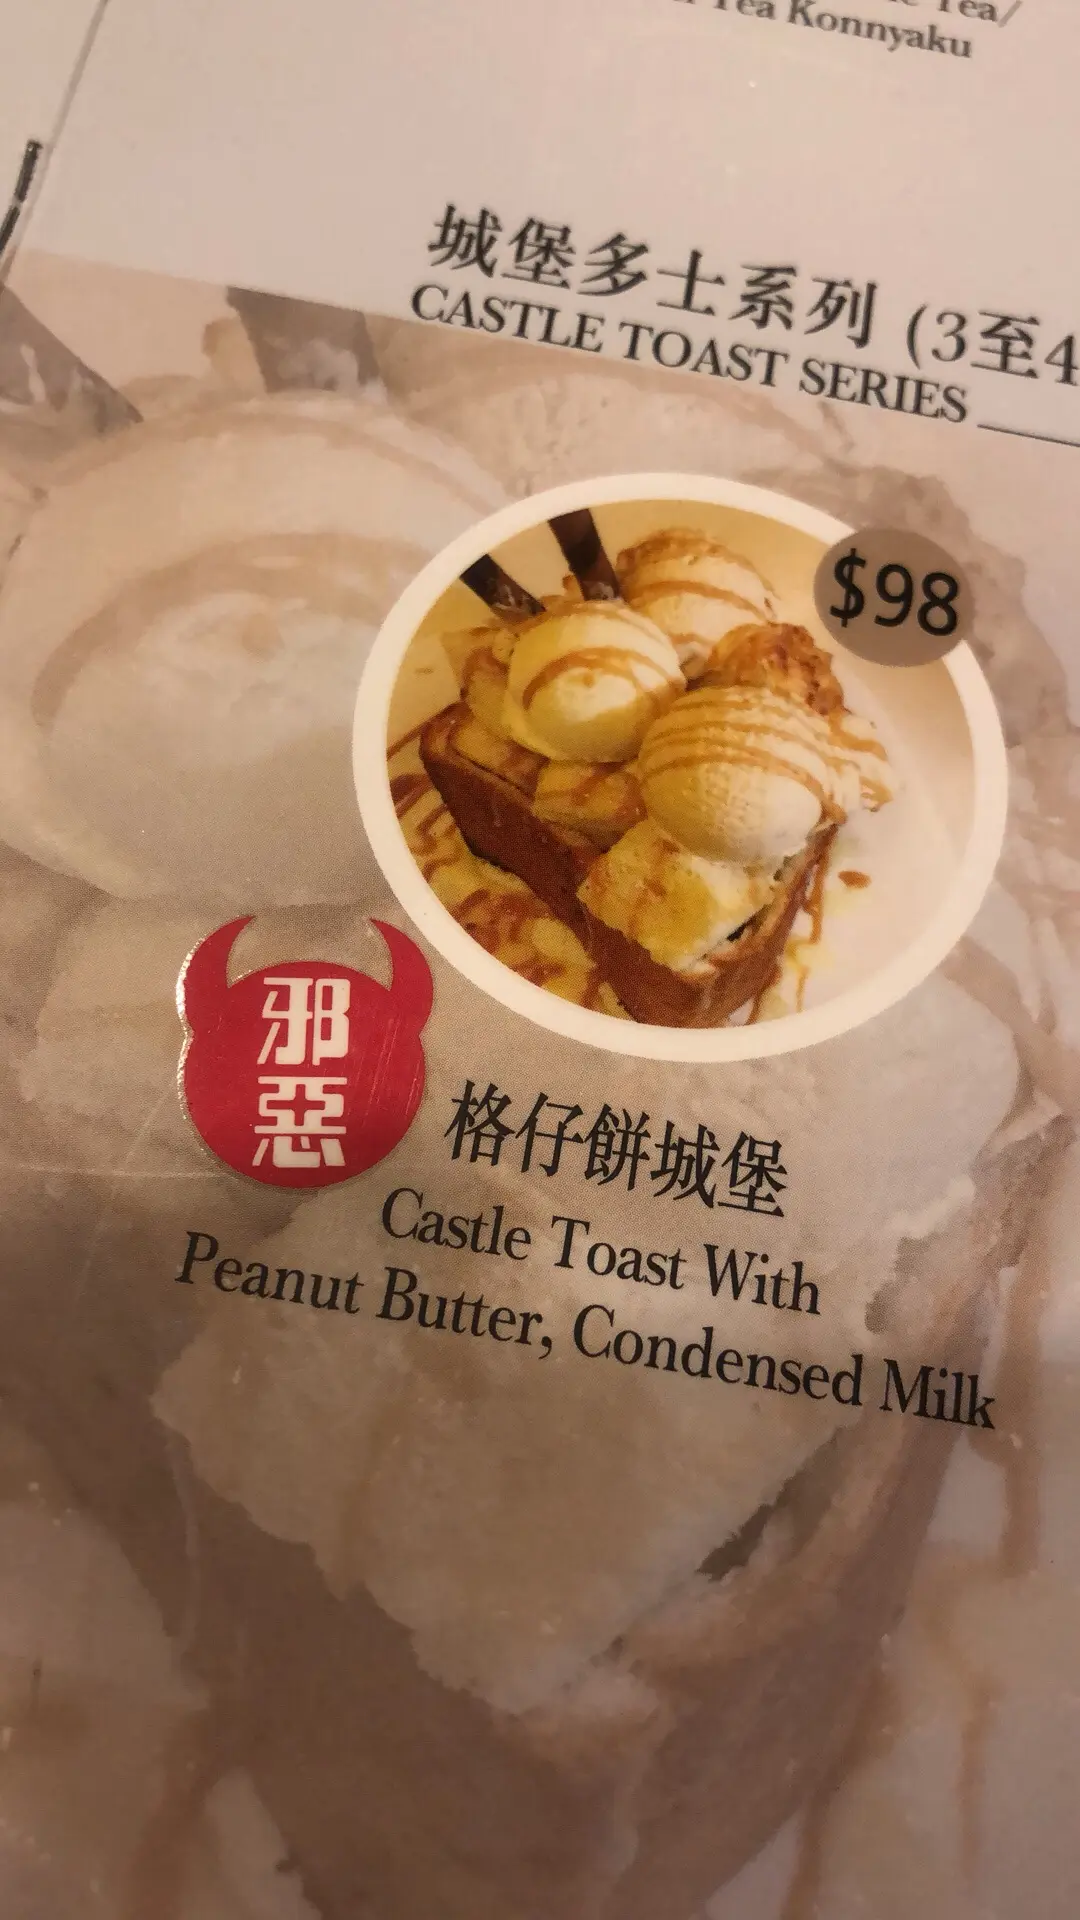 Tea/
Tea Konnyaku
城堡多士系列 (3至4
CASTLE TOAST SERIES
$98
邪
惡
格仔餅城堡
Castle Toast With
Peanut Butter, Condensed Milk